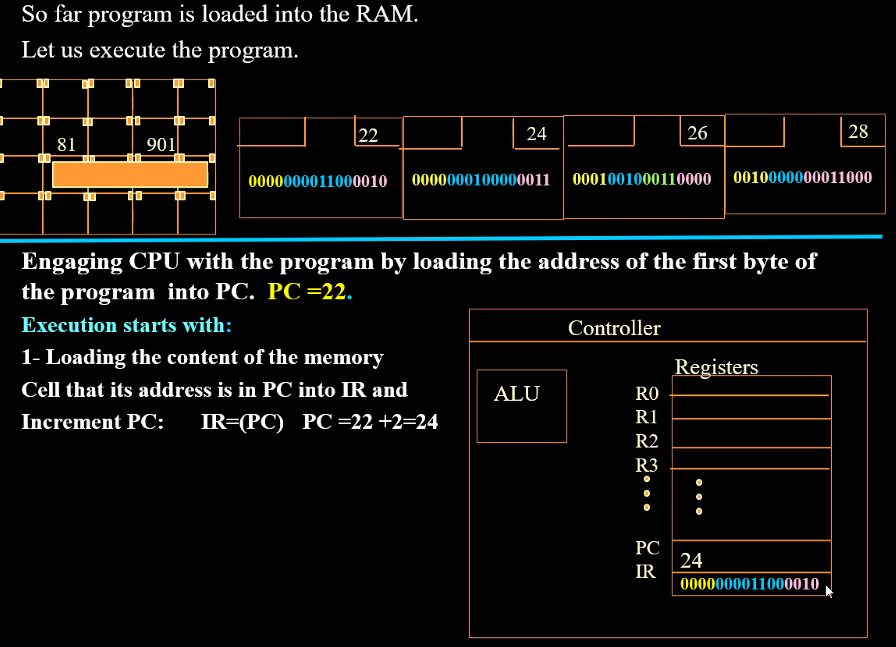 So far program is loaded into the RAM.
Let us execute the program.
81 901
22 24 26 28
0000000011000010 0000000100000011 0001001000110000 0010000000011000
Engaging CPU with the program by loading the address of the first byte of
the program into PC. PC =22.
Execution starts with:
1- Loading the content of the memory
Cell that its address is in PC into IR and
Increment PC: IR=(PC) PC =22 +2=24
Controller
ALU
Registers
R0
R1
R2
R3
PC 24
IR 0000000011000010